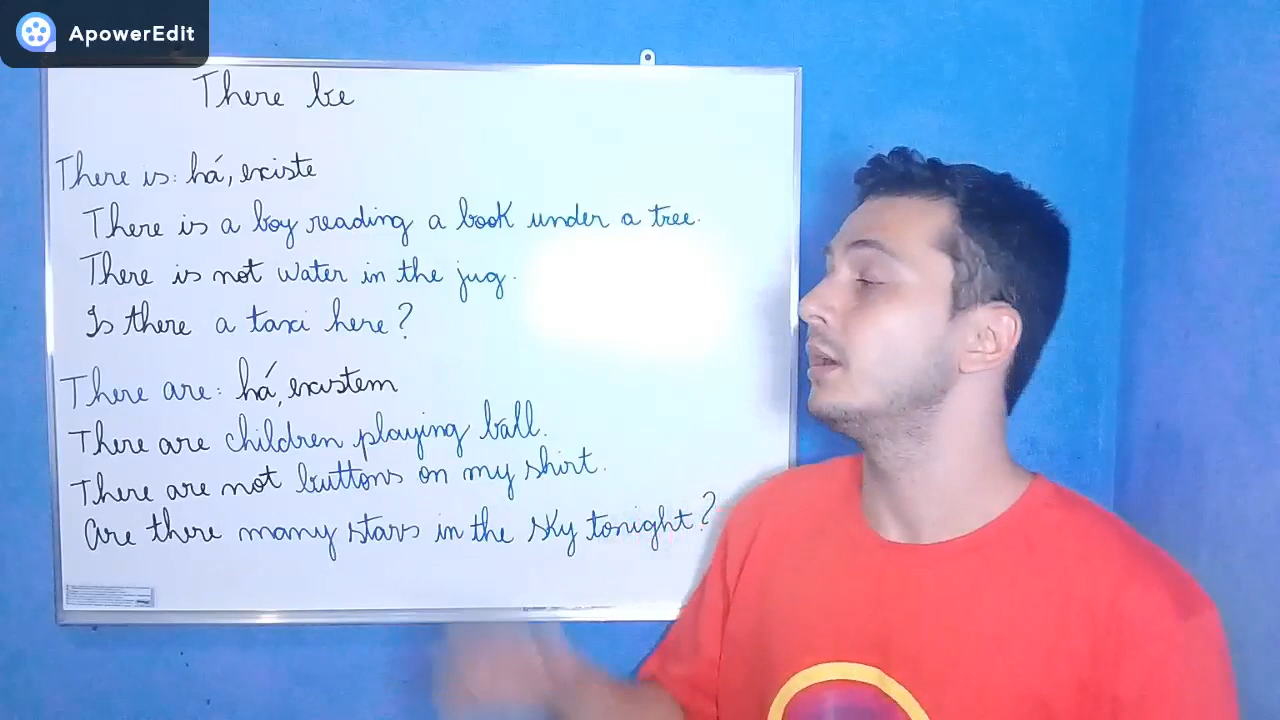 ApowerEdit
There be
There is: há, existe
There is a boy reading a book under a tree.
There is not water in the jug.
Is there a taxi here?
There are: há, existem
There are children playing ball.
There are not buttons on my shirt.
Are there many stars in the sky tonight?